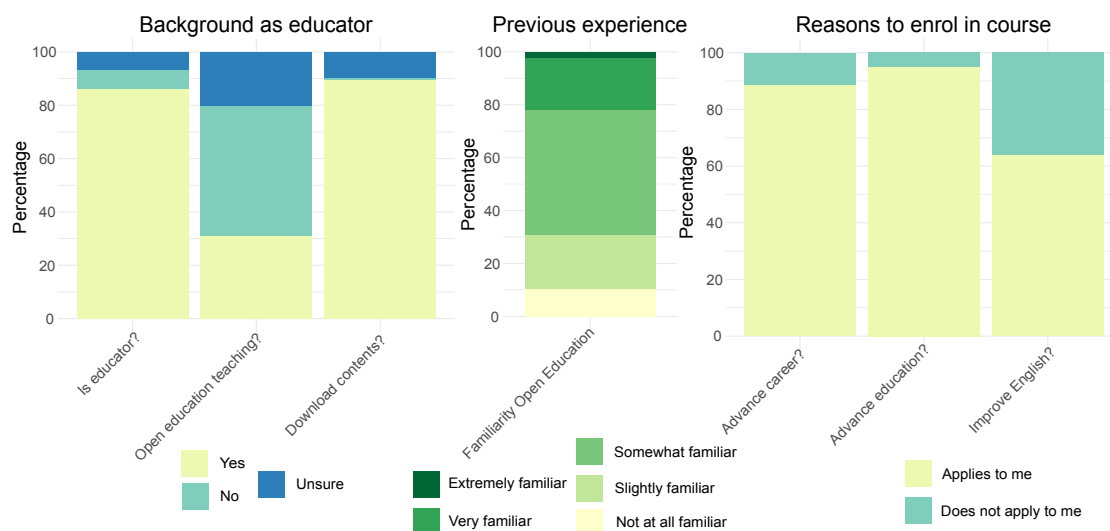 Background as educator
Previous experience
Reasons to enrol in course
Percentage
100
80
60
40
20
0
Is educator?
Open education teaching?
Download contents?
Yes
No
Unsure
Percentage
100
80
60
40
20
0
Familiarity Open Education
Extremely familiar
Very familiar
Somewhat familiar
Slightly familiar
Not at all familiar
Percentage
100
80
60
40
20
0
Advance career?
Advance education?
Improve English?
Applies to me
Does not apply to me